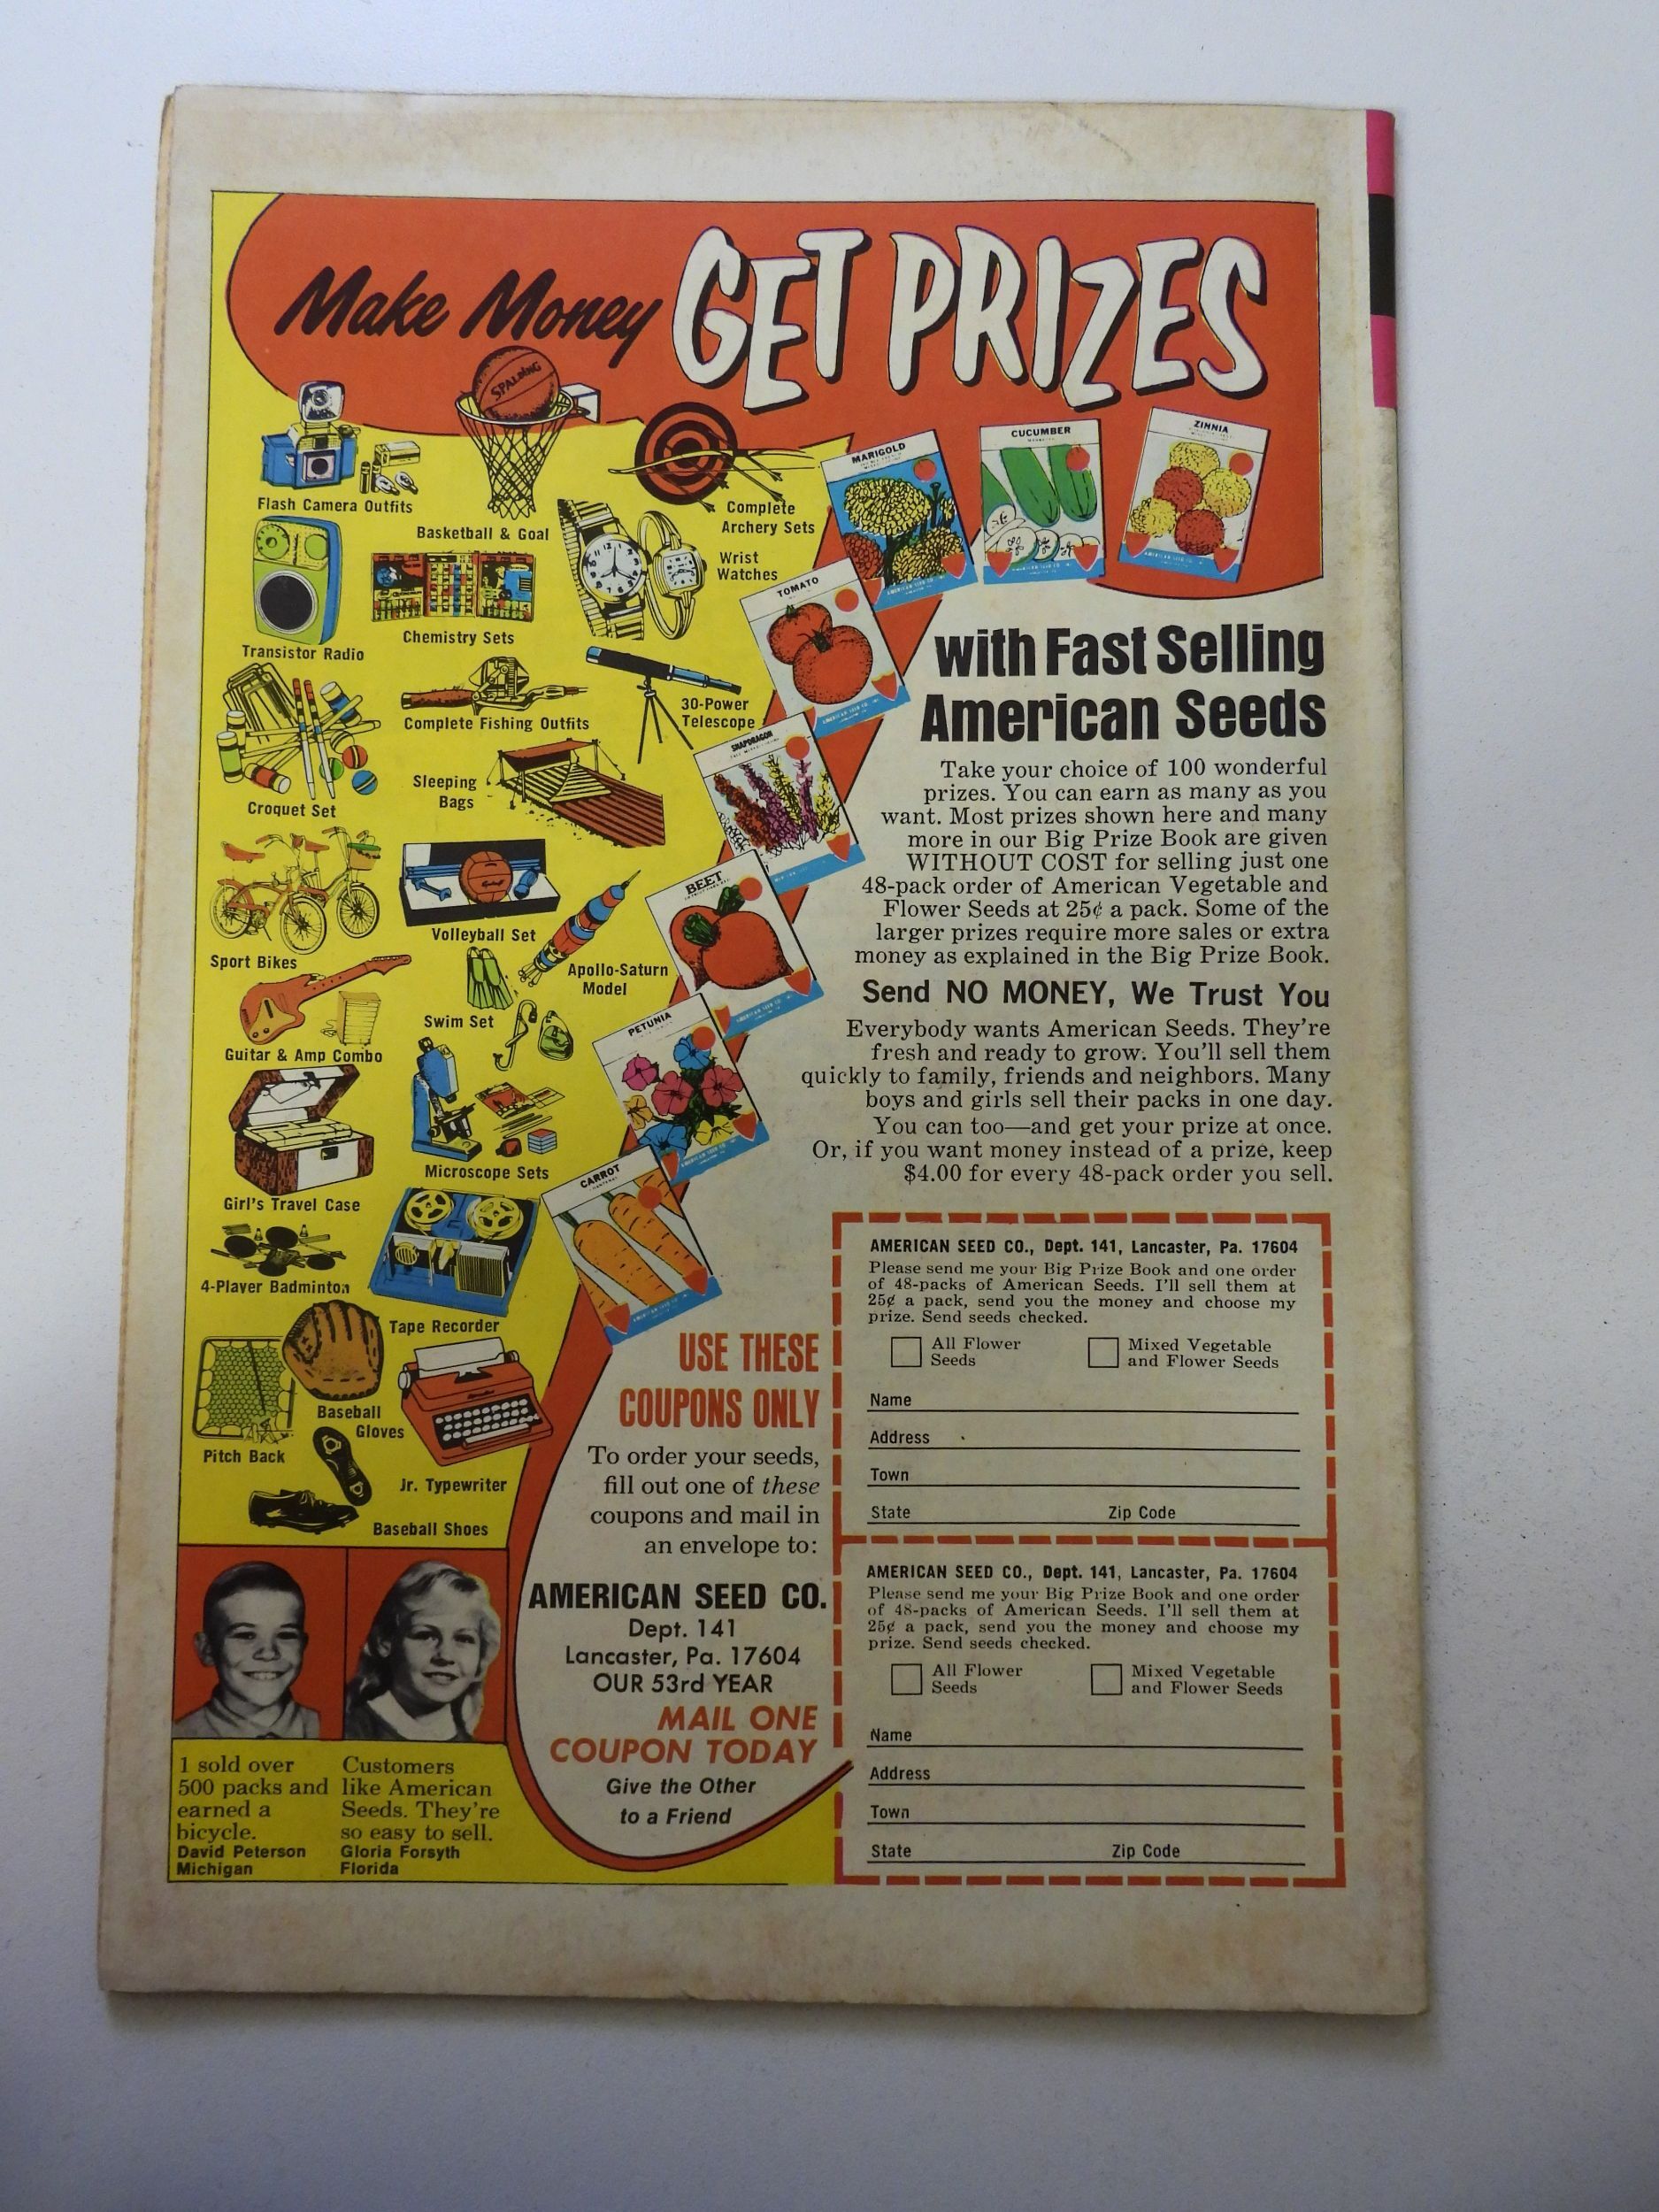 Make Money GET PRIZES
SPALDING
Flash Camera Outfits
Basketball & Goal
Complete
Archery Sets
Wrist
Watches
Transistor Radio
Chemistry Sets
30-Power
Telescope
Complete Fishing Outfits
Croquet Set
Sleeping
Bags
Sport Bikes
Volleyball Set
Apollo-Saturn
Model
Guitar & Amp Combo
Swim Set
Girl's Travel Case
Microscope Sets
4-Player Badminton
Tape Recorder
Pitch Back
Baseball
Gloves
Jr. Typewriter
Baseball Shoes
MARIGOLD
CUCUMBER
ZINNIA
TOMATO
SNAPDRAGON
BEET
PETUNIA
CARROT
with Fast Selling
American Seeds
Take your choice of 100 wonderful
prizes. You can earn as many as you
want. Most prizes shown here and many
more in our Big Prize Book are given
WITHOUT COST for selling just one
48-pack order of American Vegetable and
Flower Seeds at 25¢ a pack. Some of the
larger prizes require more sales or extra
money as explained in the Big Prize Book.
Send NO MONEY, We Trust You
Everybody wants American Seeds. They're
fresh and ready to grow. You'll sell them
quickly to family, friends and neighbors. Many
boys and girls sell their packs in one day.
You can too—and get your prize at once.
Or, if you want money instead of a prize, keep
$4.00 for every 48-pack order you sell.
USE THESE
COUPONS ONLY
To order your seeds,
fill out one of these
coupons and mail in
an envelope to:
AMERICAN SEED CO.
Dept. 141
Lancaster, Pa. 17604
OUR 53rd YEAR
MAIL ONE
COUPON TODAY
Give the Other
to a Friend
1 sold over
500 packs and
earned a
bicycle.
David Peterson
Michigan
Customers
like American
Seeds. They're
so easy to sell.
Gloria Forsyth
Florida
AMERICAN SEED CO., Dept. 141, Lancaster, Pa. 17604
Please send me your Big Prize Book and one order
of 48-packs of American Seeds. I'll sell them at
25¢ a pack, send you the money and choose my
prize. Send seeds checked.
All Flower
Seeds
Mixed Vegetable
and Flower Seeds
Name
Address
Town
State Zip Code
AMERICAN SEED CO., Dept. 141, Lancaster, Pa. 17604
Please send me your Big Prize Book and one order
of 48-packs of American Seeds. I'll sell them at
25¢ a pack, send you the money and choose my
prize. Send seeds checked.
All Flower
Seeds
Mixed Vegetable
and Flower Seeds
Name
Address
Town
State Zip Code